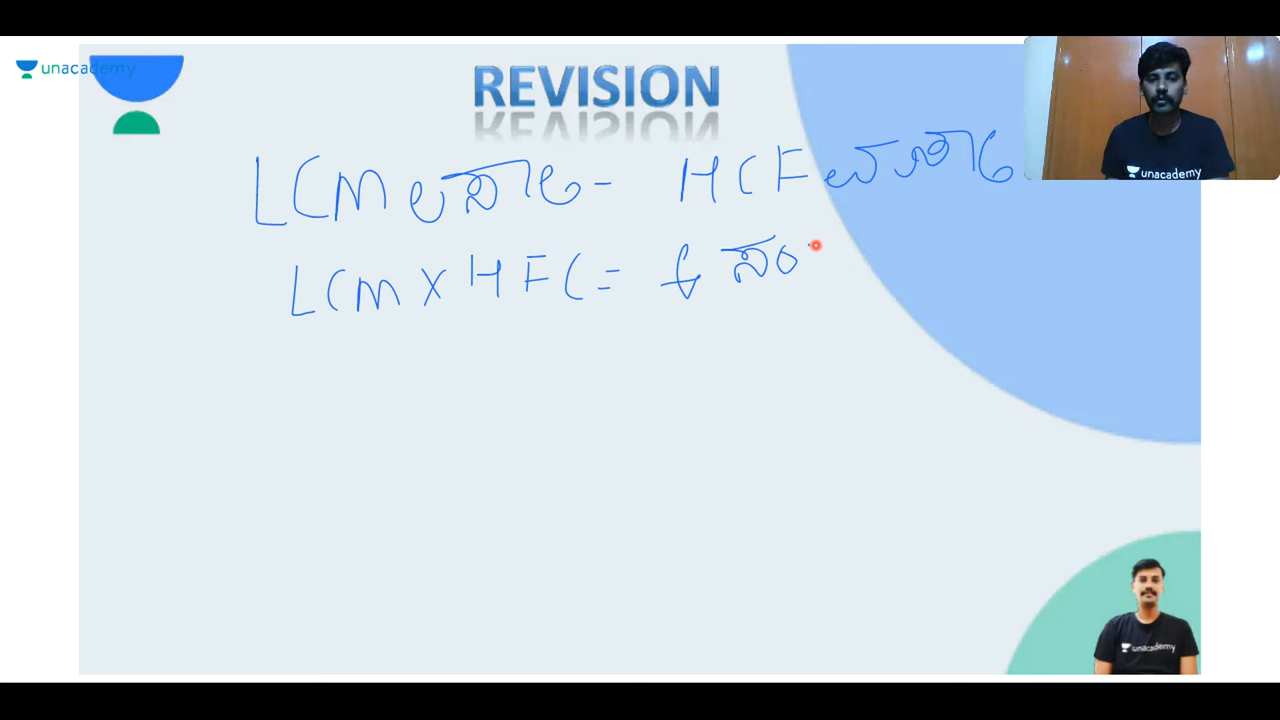 unacademy
REVISION
LCM ಲಸಾಅ - HCF ಮಸಾಅ
LCM X HFC = ಸಂ
unacademy
unacademy